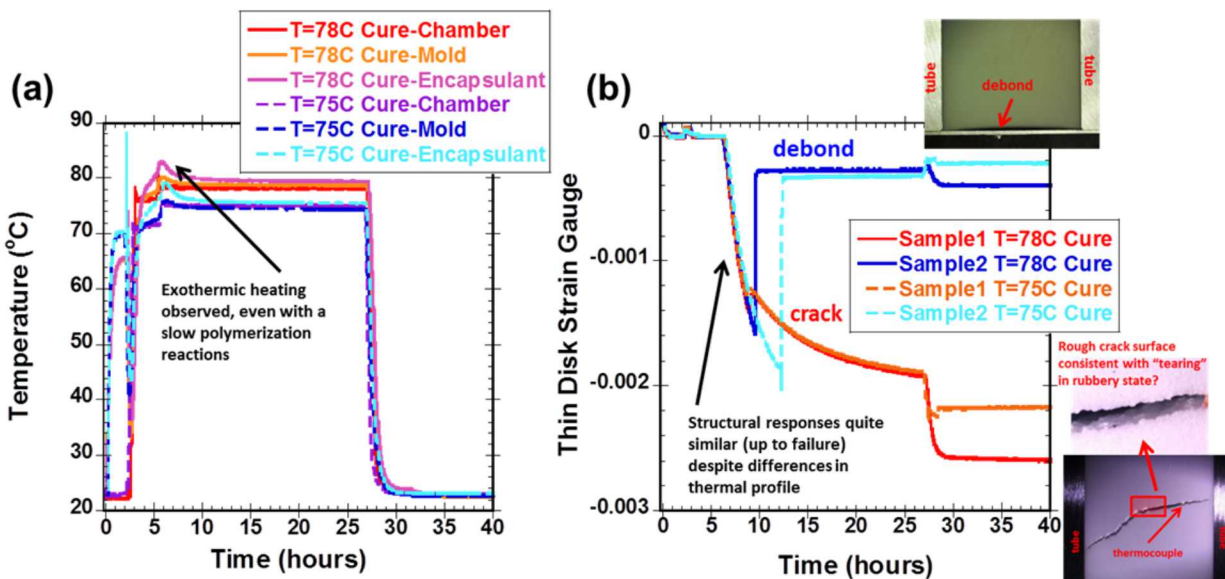 (a)
T=78C Cure-Chamber
T=78C Cure-Mold
T=78C Cure-Encapsulant
T=75C Cure-Chamber
T=75C Cure-Mold
T=75C Cure-Encapsulant
90
80
70
60
50
40
30
20
Temperature (°C)
Exothermic heating
observed, even with a
slow polymerization
reactions
0
5
10
20
30
35
40
Time (hours)
(b)
tube
debond
tube
0
-0.001
-0.002
-0.003
Thin Disk Strain Gauge
debond
crack
Sample1 T=78C Cure
Sample2 T=78C Cure
Sample1 T=75C Cure
Sample2 T=75C Cure
Structural responses quite
similar (up to failure)
despite differences in
thermal profile
0
5
10
15
20
25
30
35
40
Time (hours)
Rough crack surface
consistent with “tearing”
in rubbery state?
tube
thermocouple